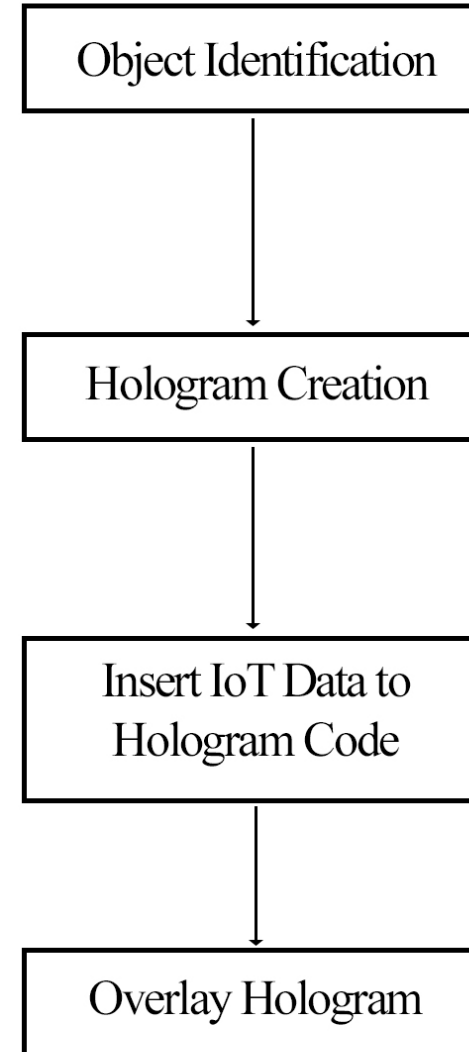 Object Identification
Hologram Creation
Insert IoT Data to
Hologram Code
Overlay Hologram